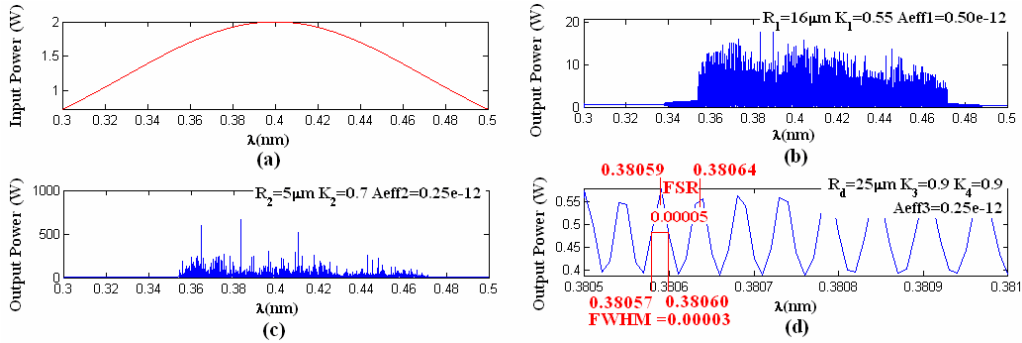 Input Power (W)
2
1
0.3 0.32 0.34 0.36 0.38 0.4 0.42 0.44 0.46 0.48 0.5
λ(nm)
(a)
Output Power (W)
20
10
0
R1=16μm K1=0.55 Aeff1=0.50e-12
0.3 0.32 0.34 0.36 0.38 0.4 0.42 0.44 0.46 0.48 0.5
λ(nm)
(b)
Output Power (W)
1000
500
0
R2=5μm K2=0.7 Aeff2=0.25e-12
0.3 0.32 0.34 0.36 0.38 0.4 0.42 0.44 0.46 0.48 0.5
λ(nm)
(c)
0.38059 0.38064
FSR
0.00005
Rd=25μm K3=0.9 K4=0.9
Aeff3=0.25e-12
Output Power (W)
0.55
0.5
0.45
0.4
0.3805 0.3806 0.3807 0.3808 0.3809 0.381
0.38057 0.38060
λ(nm)
FWHM =0.00003
(d)